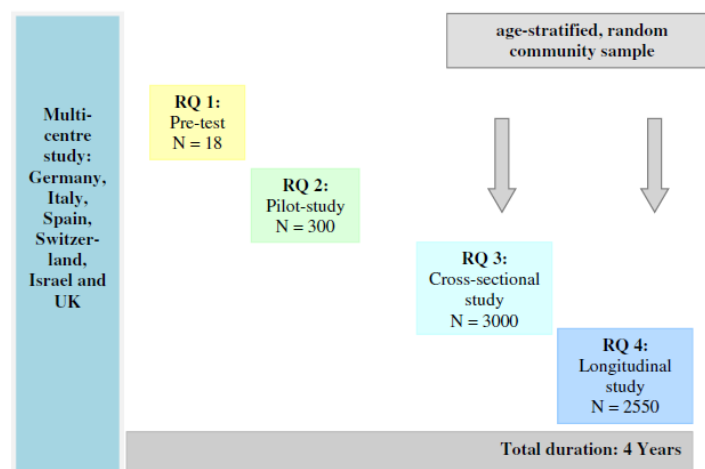 Multi-
centre
study:
Germany,
Italy,
Spain,
Switzer-
land,
Israel and
UK
age-stratified, random
community sample
RQ 1:
Pre-test
N = 18
RQ 2:
Pilot-study
N = 300
RQ 3:
Cross-sectional
study
N = 3000
RQ 4:
Longitudinal
study
N = 2550
Total duration: 4 Years